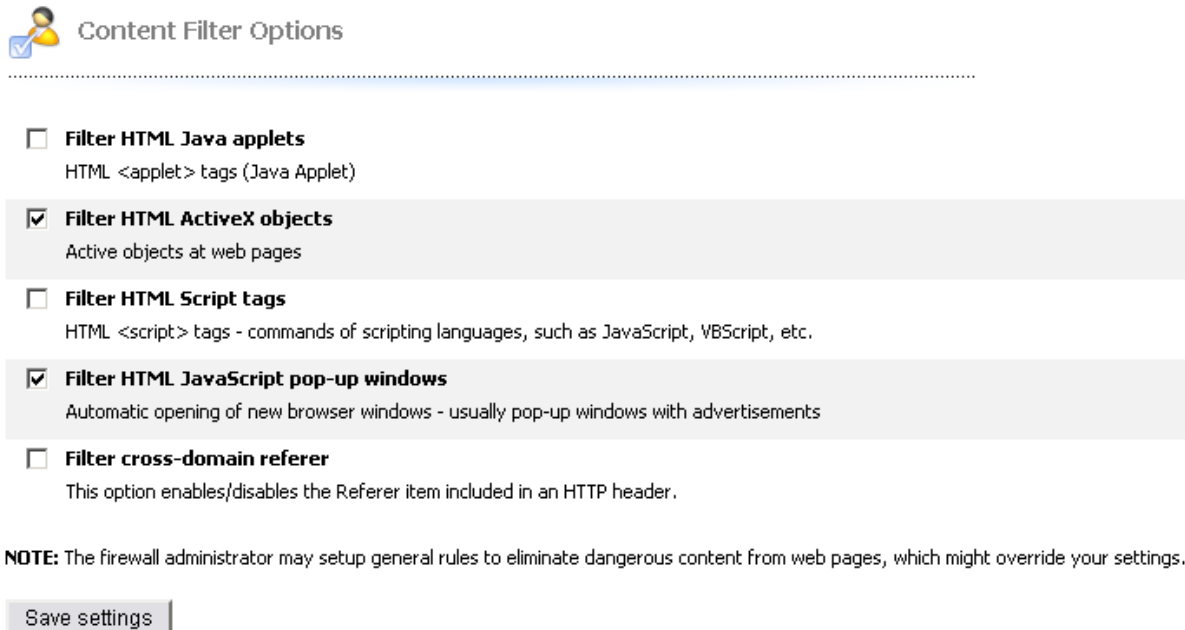 Content Filter Options
Filter HTML Java applets
HTML <applet> tags (Java Applet)
Filter HTML ActiveX objects
Active objects at web pages
Filter HTML Script tags
HTML <script> tags - commands of scripting languages, such as JavaScript, VBScript, etc.
Filter HTML JavaScript pop-up windows
Automatic opening of new browser windows - usually pop-up windows with advertisements
Filter cross-domain referer
This option enables/disables the Referer item included in an HTTP header.
NOTE: The firewall administrator may setup general rules to eliminate dangerous content from web pages, which might override your settings.
Save settings